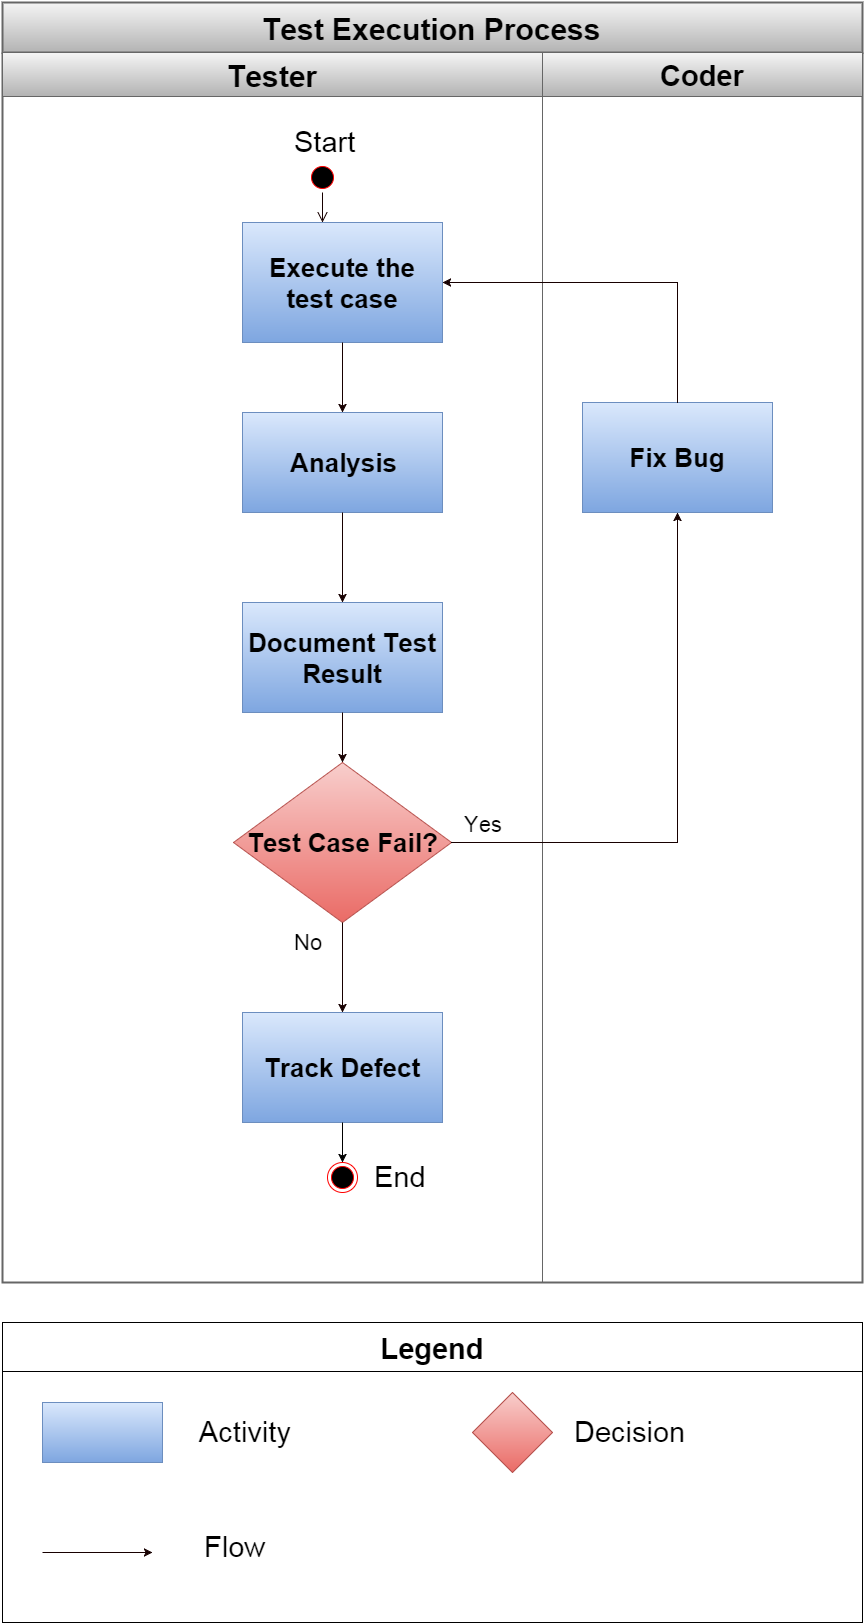 Test Execution Process
Tester
Coder
Start
Execute the
test case
Analysis
Fix Bug
Document Test
Result
Test Case Fail?
Yes
No
Track Defect
End
Legend
Activity
Decision
Flow